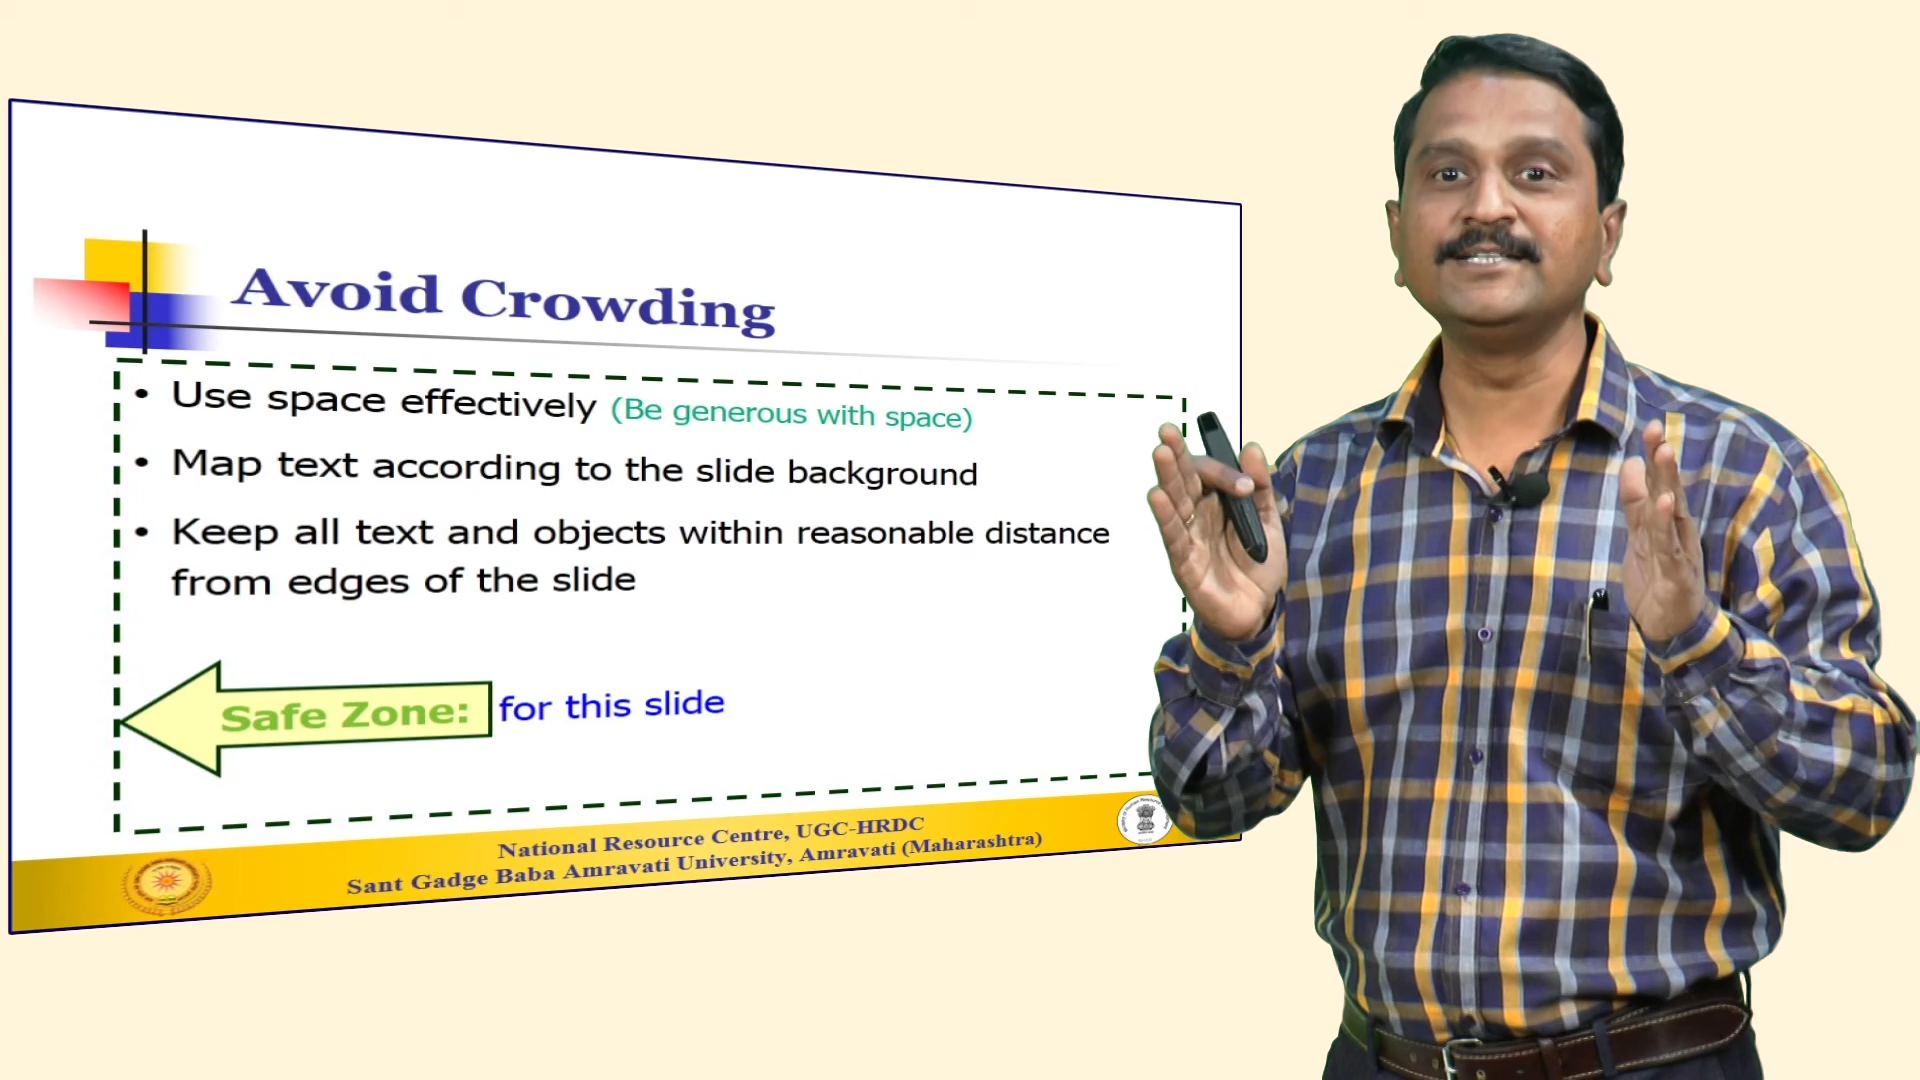 Avoid Crowding
• Use space effectively (Be generous with space)
• Map text according to the slide background
• Keep all text and objects within reasonable distance
from edges of the slide
Safe Zone: for this slide
National Resource Centre, UGC-HRDC
Sant Gadge Baba Amravati University, Amravati (Maharashtra)